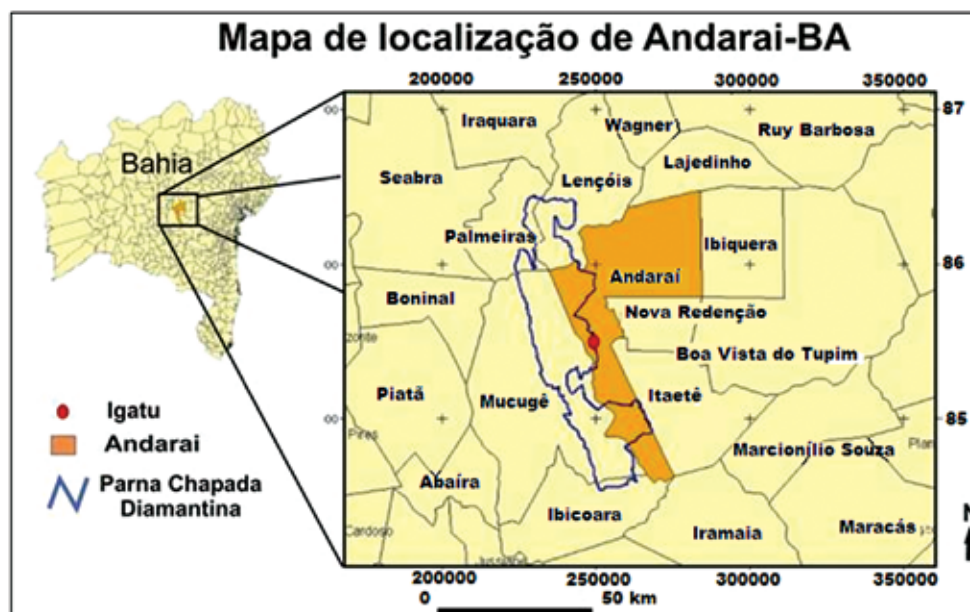 Mapa de localização de Andarai-BA
200000 250000 300000 350000
Bahia
Iraquara
Wagner
Ruy Barbosa
87
Seabra
Lençóis
Lajedinho
Palmeiras
Ibiquera
86
Andaraí
Boninal
Nova Redenção
Boa Vista do Tupim
Piatã
Mucugê
Itaetê
85
Marcionílio Souza
Abaíra
Ibicoara
Iramaia
Maracás
Cardoso
Igatu
Andarai
Parna Chapada
Diamantina
N
200000 250000 300000 350000
0 50 km